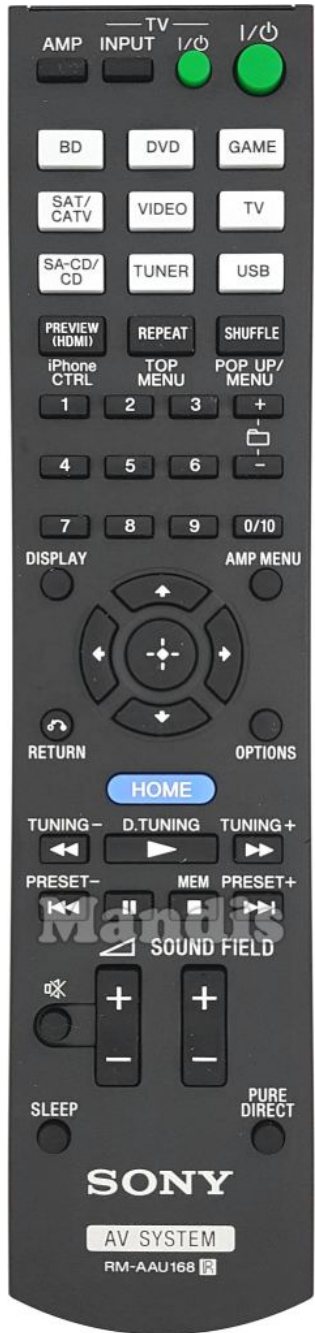 TV
AMP INPUT I/⏻ I/⏻
BD DVD GAME
SAT/
CATV VIDEO TV
SA-CD/
CD TUNER USB
PREVIEW
(HDMI) REPEAT SHUFFLE
iPhone
CTRL TOP
MENU POP UP/
MENU
1 2 3 +
4 5 6 –
7 8 9 0/10
DISPLAY AMP MENU
RETURN OPTIONS
HOME
TUNING– D.TUNING TUNING+
PRESET– MEM PRESET+
Mandis
SOUND FIELD
+ +
– –
SLEEP PURE
DIRECT
SONY
AV SYSTEM
RM-AAU168 R